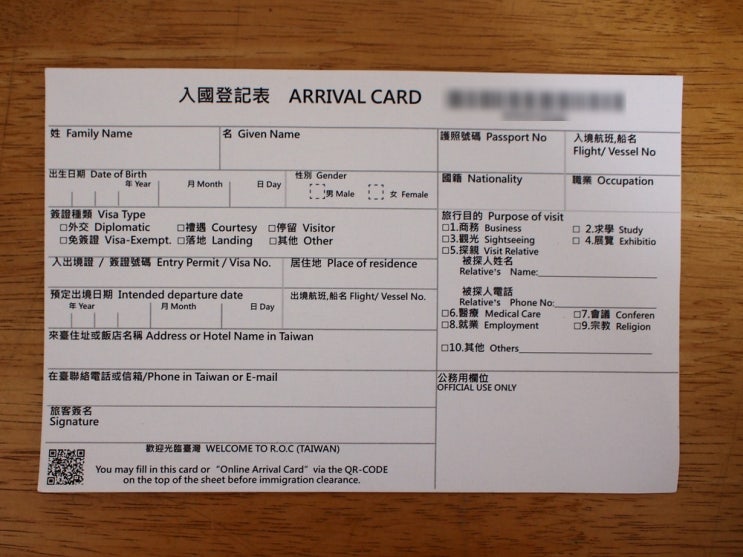 入國登記表 ARRIVAL CARD
姓 Family Name
名 Given Name
護照號碼 Passport No
入境航班,船名
Flight/ Vessel No
出生日期 Date of Birth
年 Year 月 Month 日 Day
性別 Gender
男 Male 女 Female
國籍 Nationality
職業 Occupation
簽證種類 Visa Type
□外交 Diplomatic □禮遇 Courtesy □停留 Visitor
□免簽證 Visa-Exempt. □落地 Landing □其他 Other
旅行目的 Purpose of visit
□1.商務 Business □ 2.求學 Study
□3.觀光 Sightseeing □ 4.展覽 Exhibitio
□5.探親 Visit Relative
被探人姓名
Relative's Name:
被探人電話
Relative's Phone No:
□6.醫療 Medical Care □7.會議 Conferen
□8.就業 Employment □9.宗教 Religion
□10.其他 Others
入出境證 / 簽證號碼 Entry Permit / Visa No.
居住地 Place of residence
預定出境日期 Intended departure date
年 Year 月 Month 日 Day
出境航班,船名 Flight/ Vessel No.
來臺住址或飯店名稱 Address or Hotel Name in Taiwan
在臺聯絡電話或信箱/Phone in Taiwan or E-mail
旅客簽名
Signature
公務用欄位
OFFICIAL USE ONLY
歡迎光臨臺灣 WELCOME TO R.O.C (TAIWAN)
You may fill in this card or “Online Arrival Card” via the QR-CODE
on the top of the sheet before immigration clearance.